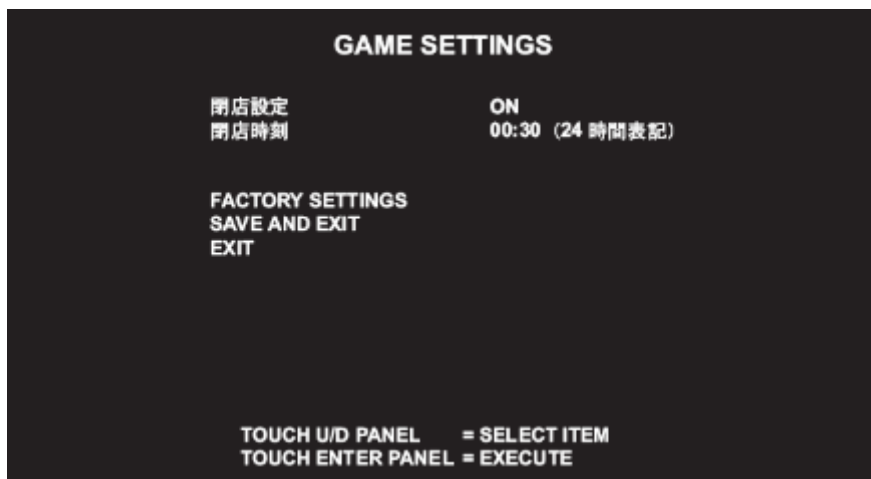 GAME SETTINGS
閉店設定 ON
閉店時刻 00:30（24 時間表記）
FACTORY SETTINGS
SAVE AND EXIT
EXIT
TOUCH U/D PANEL = SELECT ITEM
TOUCH ENTER PANEL = EXECUTE